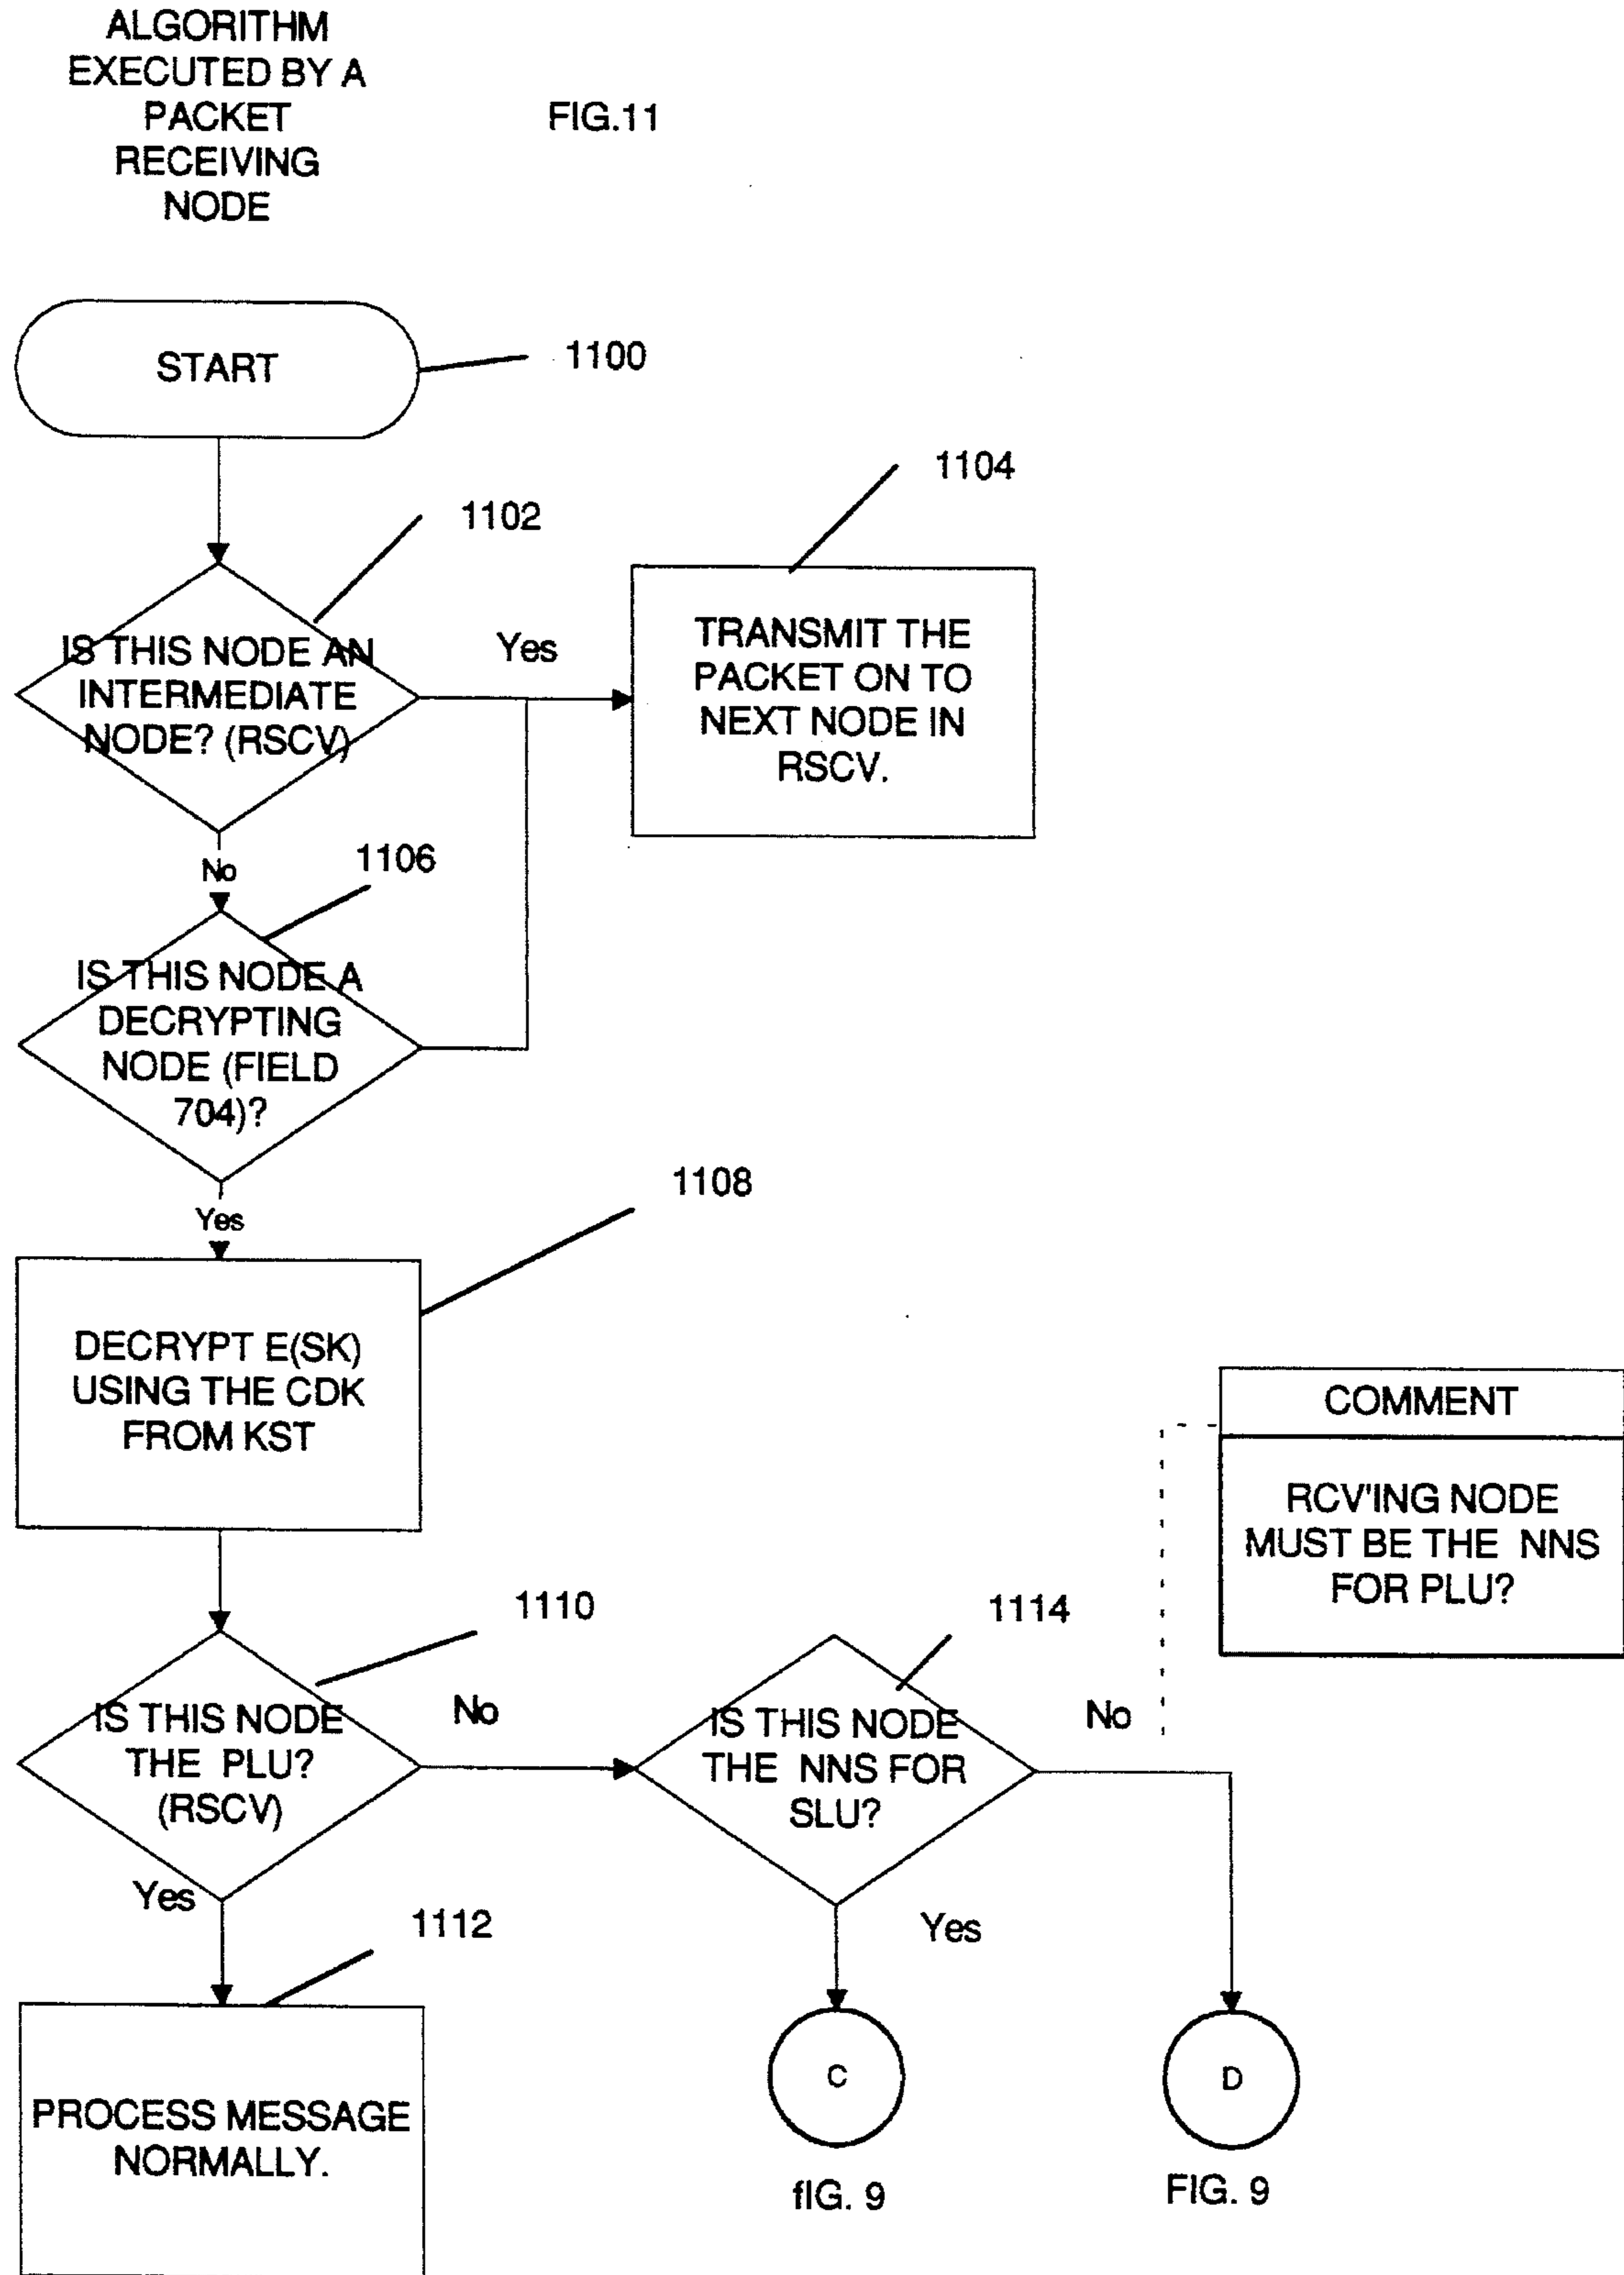 ALGORITHM
EXECUTED BY A
PACKET
RECEIVING
NODE
FIG.11
START
1100
1102
1104
IS THIS NODE AN
INTERMEDIATE
NODE? (RSCV)
Yes
TRANSMIT THE
PACKET ON TO
NEXT NODE IN
RSCV.
No
1106
IS THIS NODE A
DECRYPTING
NODE (FIELD
704)?
Yes
1108
DECRYPT E(SK)
USING THE CDK
FROM KST
COMMENT
RCV'ING NODE
MUST BE THE NNS
FOR PLU?
1110
1114
IS THIS NODE
THE PLU?
(RSCV)
No
IS THIS NODE
THE NNS FOR
SLU?
No
Yes
1112
Yes
PROCESS MESSAGE
NORMALLY.
C
D
fIG. 9
FIG. 9